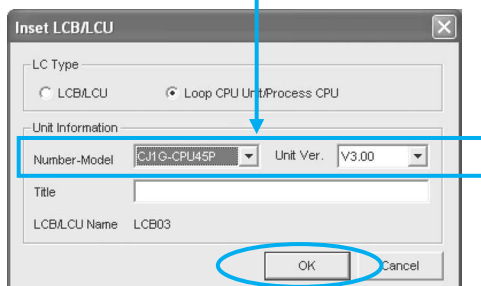 Inset LCB/LCU
LC Type
LCB/LCU Loop CPU Unit/Process CPU
Unit Information
Number-Model CJ1G-CPU45P Unit Ver. V3.00
Title
LCB/LCU Name LCB03
OK Cancel